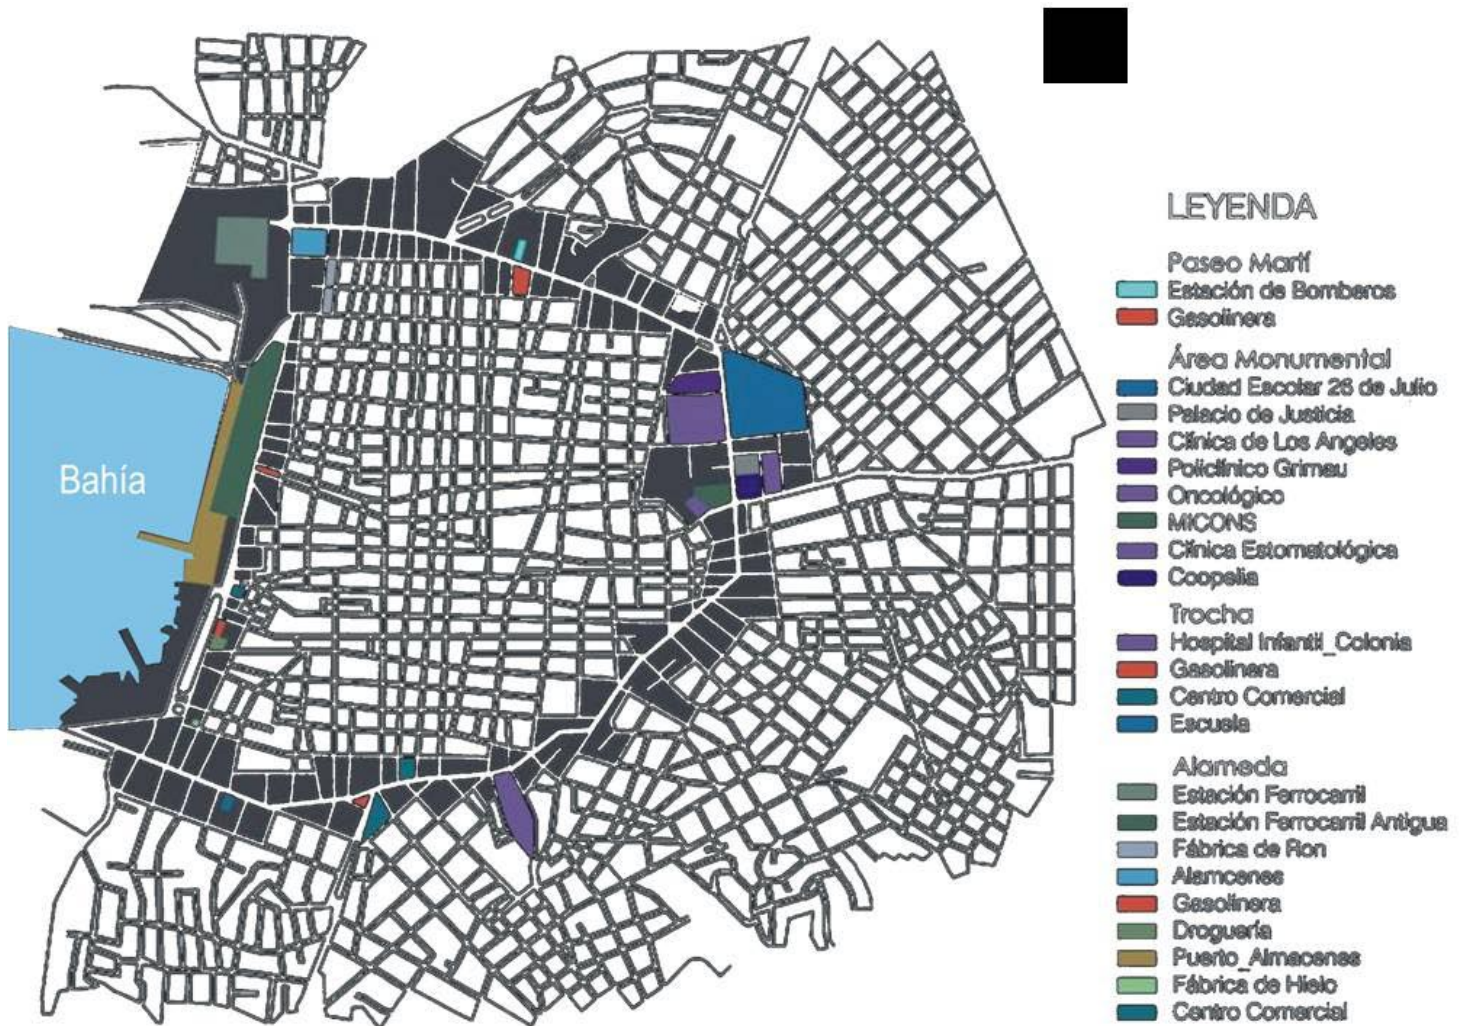 Bahía
LEYENDA
Paseo Martí
Estación de Bomberos
Gasolinera
Área Monumental
Ciudad Escolar 26 de Julio
Palacio de Justicia
Clínica de Los Angeles
Policlínico Grimau
Oncológico
MICONS
Clínica Estomatológica
Coopelia
Trocha
Hospital Infantil_Colonia
Gasolinera
Centro Comercial
Escuela
Alameda
Estación Ferrocarril
Estación Ferrocarril Antigua
Fábrica de Ron
Alamcenes
Gasolinera
Droguería
Puerto_Almacenes
Fábrica de Hielo
Centro Comercial